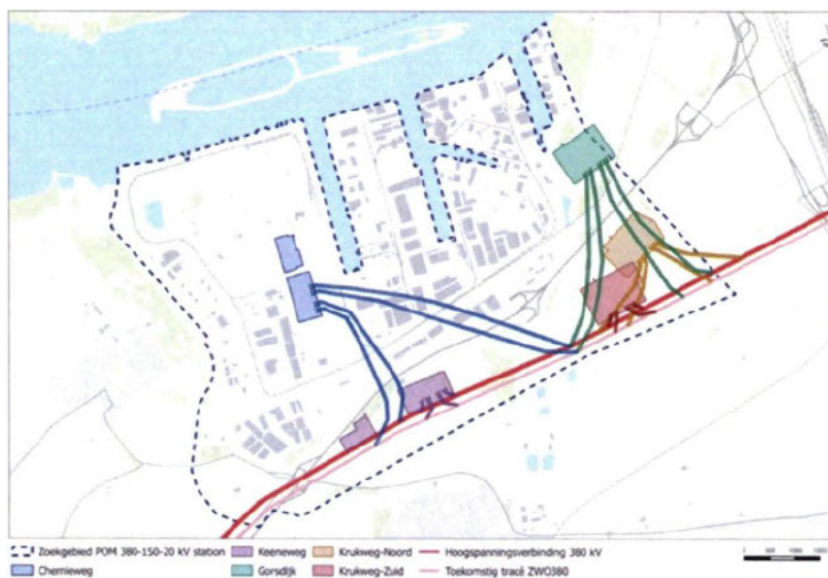 Zoekgebied POM 380-150-20 kV station
Keeneweg
Krukweg-Noord
Hoogspanningsverbinding 380 kV
Chemieweg
Gorsdijk
Krukweg-Zuid
Toekomstig tracé ZWO380